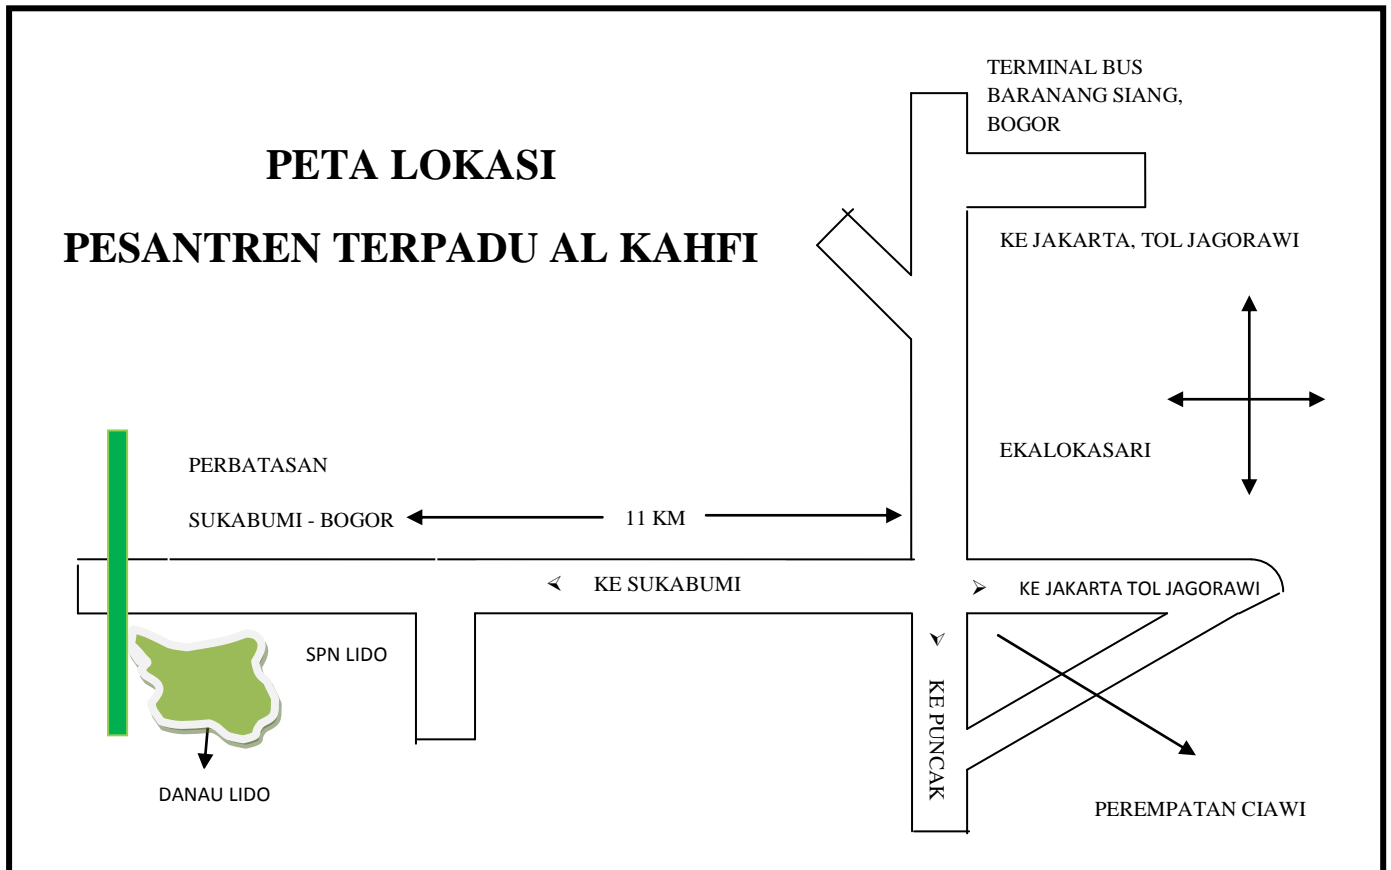 TERMINAL BUS
BARANANG SIANG,
BOGOR
PETA LOKASI
PESANTREN TERPADU AL KAHFI
KE JAKARTA, TOL JAGORAWI
EKALOKASARI
PERBATASAN
SUKABUMI - BOGOR
11 KM
KE SUKABUMI
KE JAKARTA TOL JAGORAWI
SPN LIDO
KE PUNCAK
DANAU LIDO
PEREMPATAN CIAWI